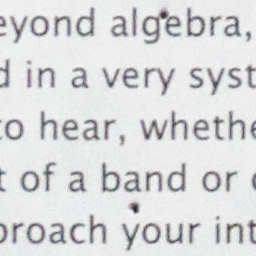 eyond algebra,
d in a very syst
to hear, whethe
t of a band or
proach your int